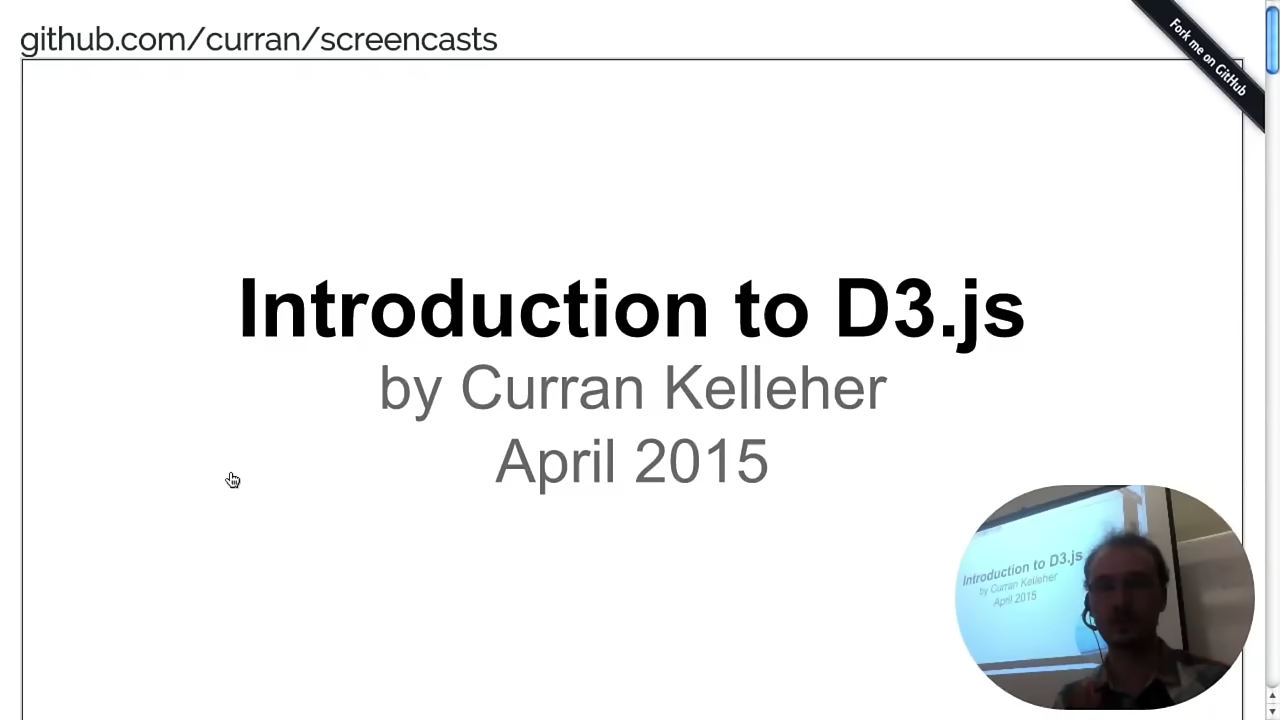 github.com/curran/screencasts
Fork me on GitHub
Introduction to D3.js
by Curran Kelleher
April 2015
Introduction to D3.js
by Curran Kelleher
April 2015